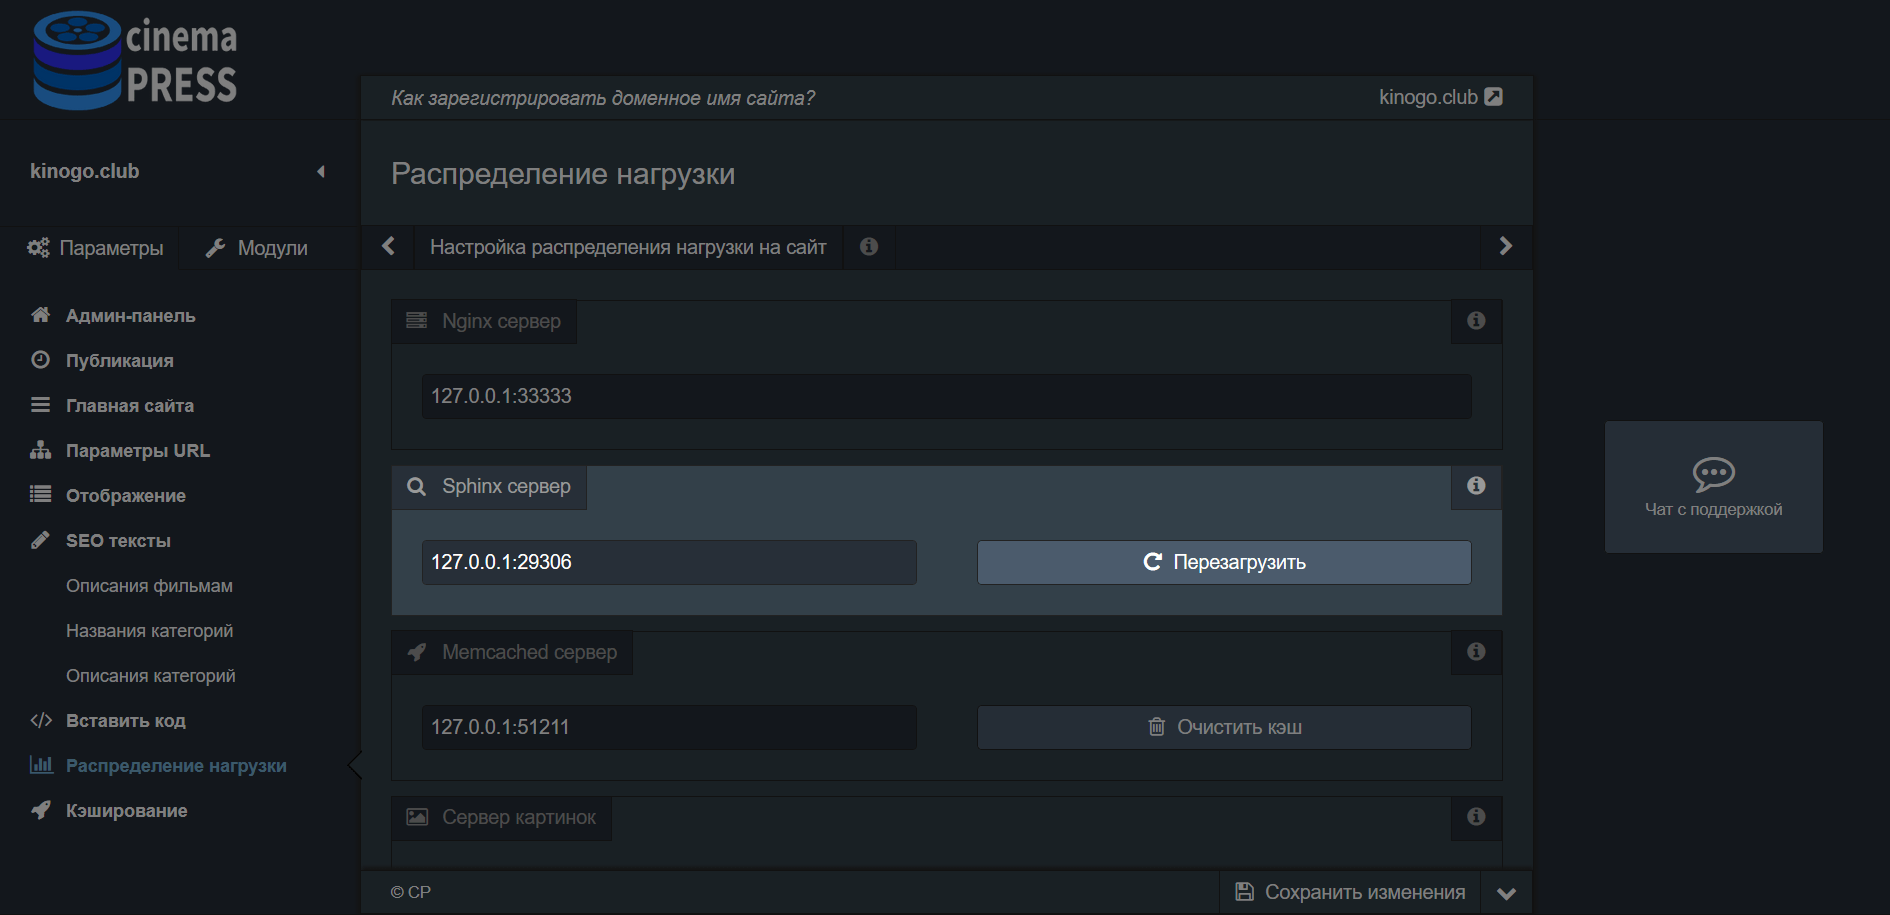 cinema
PRESS
Как зарегистрировать доменное имя сайта?
kinogo.club
kinogo.club
Распределение нагрузки
Параметры
Модули
Настройка распределения нагрузки на сайт
Админ-панель
Публикация
Главная сайта
Параметры URL
Отображение
SEO тексты
Описания фильмам
Названия категорий
Описания категорий
Вставить код
Распределение нагрузки
Кэширование
Nginx сервер
127.0.0.1:33333
Sphinx сервер
127.0.0.1:29306
Перезагрузить
Memcached сервер
127.0.0.1:51211
Очистить кэш
Сервер картинок
Чат с поддержкой
© CP
Сохранить изменения